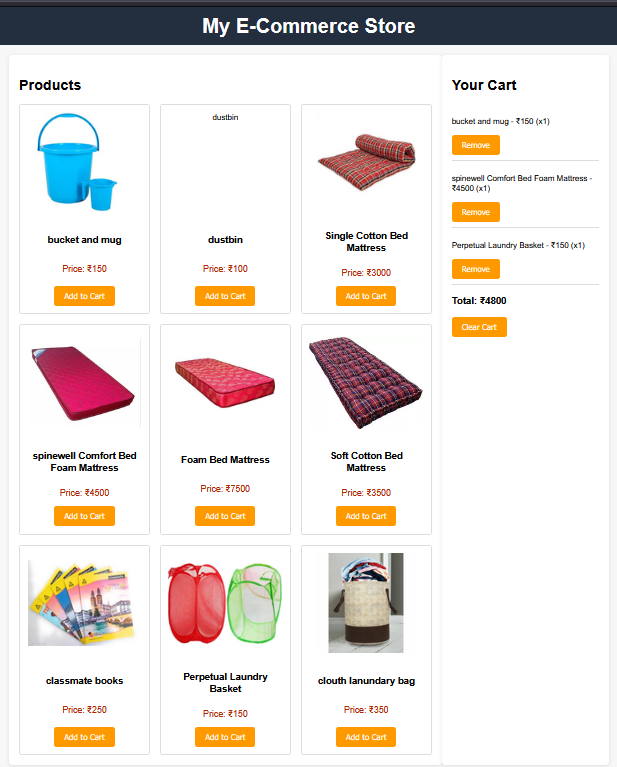 My E-Commerce Store
Products
dustbin
bucket and mug
Price: ₹150
Add to Cart
dustbin
Price: ₹100
Add to Cart
Single Cotton Bed
Mattress
Price: ₹3000
Add to Cart
spinewell Comfort Bed
Foam Mattress
Price: ₹4500
Add to Cart
Foam Bed Mattress
Price: ₹7500
Add to Cart
Soft Cotton Bed
Mattress
Price: ₹3500
Add to Cart
classmate books
Price: ₹250
Add to Cart
Perpetual Laundry
Basket
Price: ₹150
Add to Cart
clouth lanundary bag
Price: ₹350
Add to Cart
Your Cart
bucket and mug - ₹150 (x1)
Remove
spinewell Comfort Bed Foam Mattress -
₹4500 (x1)
Remove
Perpetual Laundry Basket - ₹150 (x1)
Remove
Total: ₹4800
Clear Cart